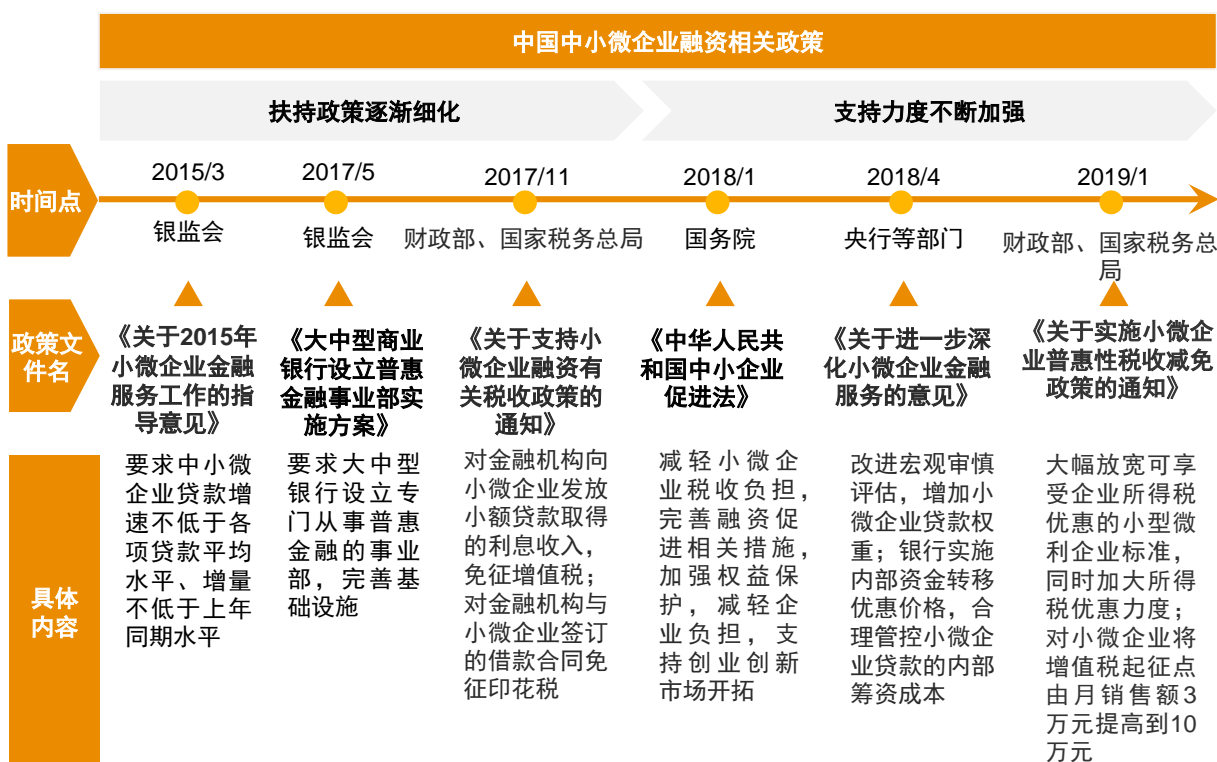 中国中小微企业融资相关政策
扶持政策逐渐细化
支持力度不断加强
时间点
2015/3
2017/5
2017/11
2018/1
2018/4
2019/1
银监会
银监会
财政部、国家税务总局
国务院
央行等部门
财政部、国家税务总
局
政策文
件名
《关于2015年
小微企业金融
服务工作的指
导意见》
《大中型商业
银行设立普惠
金融事业部实
施方案》
《关于支持小
微企业融资有
关税收政策的
通知》
《中华人民共
和国中小企业
促进法》
《关于进一步深
化小微企业金融
服务的意见》
《关于实施小微企
业普惠性税收减免
政策的通知》
具体
内容
要求中小微
企业贷款增
速不低于各
项贷款平均
水平、增量
不低于上年
同期水平
要求大中型
银行设立专
门从事普惠
金融的事业
部，完善基
础设施
对金融机构向
小微企业发放
小额贷款取得
的利息收入，
免征增值税；
对金融机构与
小微企业签订
的借款合同免
征印花税
减轻小微企
业税收负担，
完善融资促
进相关措施，
加强权益保
护，减轻企
业负担，支
持创业创新
市场开拓
改进宏观审慎
评估，增加小
微企业贷款权
重；银行实施
内部资金转移
优惠价格，合
理管控小微企
业贷款的内部
筹资成本
大幅放宽可享
受企业所得税
优惠的小型微
利企业标准，
同时加大所得
税优惠力度；
对小微企业将
增值税起征点
由月销售额3
万元提高到10
万元